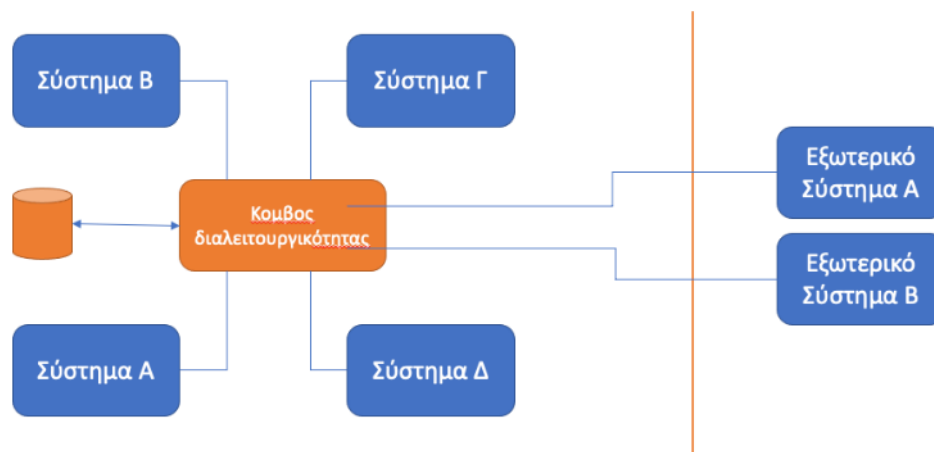 Σύστημα Β
Σύστημα Γ
Εξωτερικό
Σύστημα Α
Κομβος
διαλειτουργικότητας
Εξωτερικό
Σύστημα Β
Σύστημα Α
Σύστημα Δ